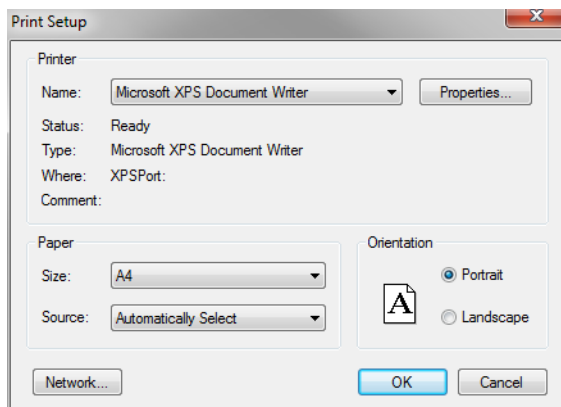 Print Setup
X
Printer
Name: Microsoft XPS Document Writer Properties...
Status: Ready
Type: Microsoft XPS Document Writer
Where: XPSPort:
Comment:
Paper
Orientation
Size: A4
Portrait
A
Source: Automatically Select
Landscape
Network... OK Cancel